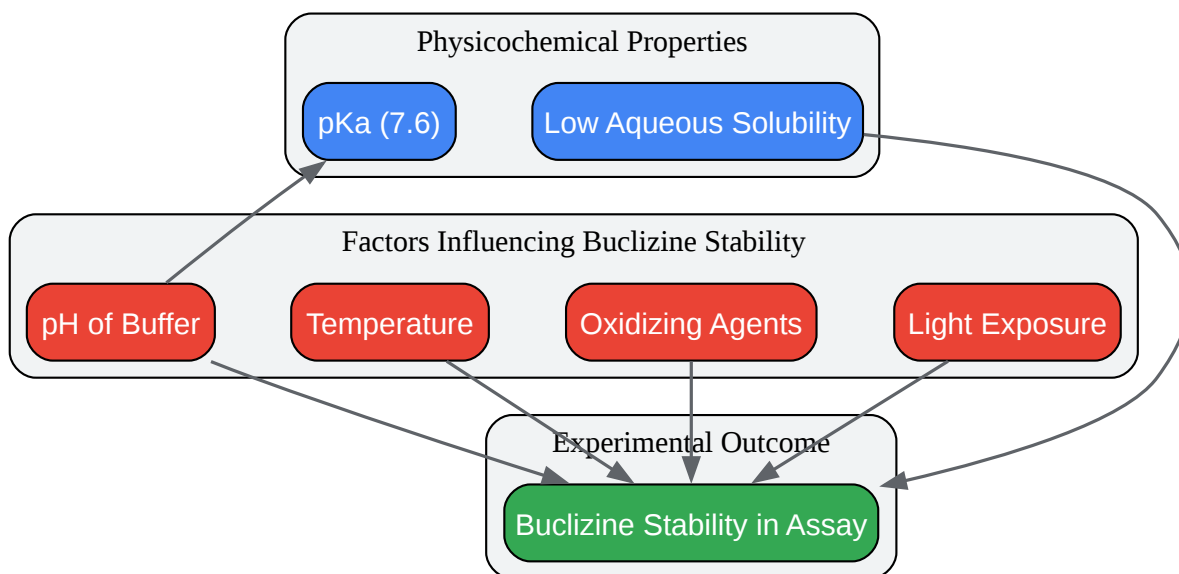 Physicochemical Properties
pKa (7.6)
Low Aqueous Solubility
Factors Influencing Buclizine Stability
pH of Buffer
Temperature
Oxidizing Agents
Light Exposure
Experimental Outcome
Buclizine Stability in Assay